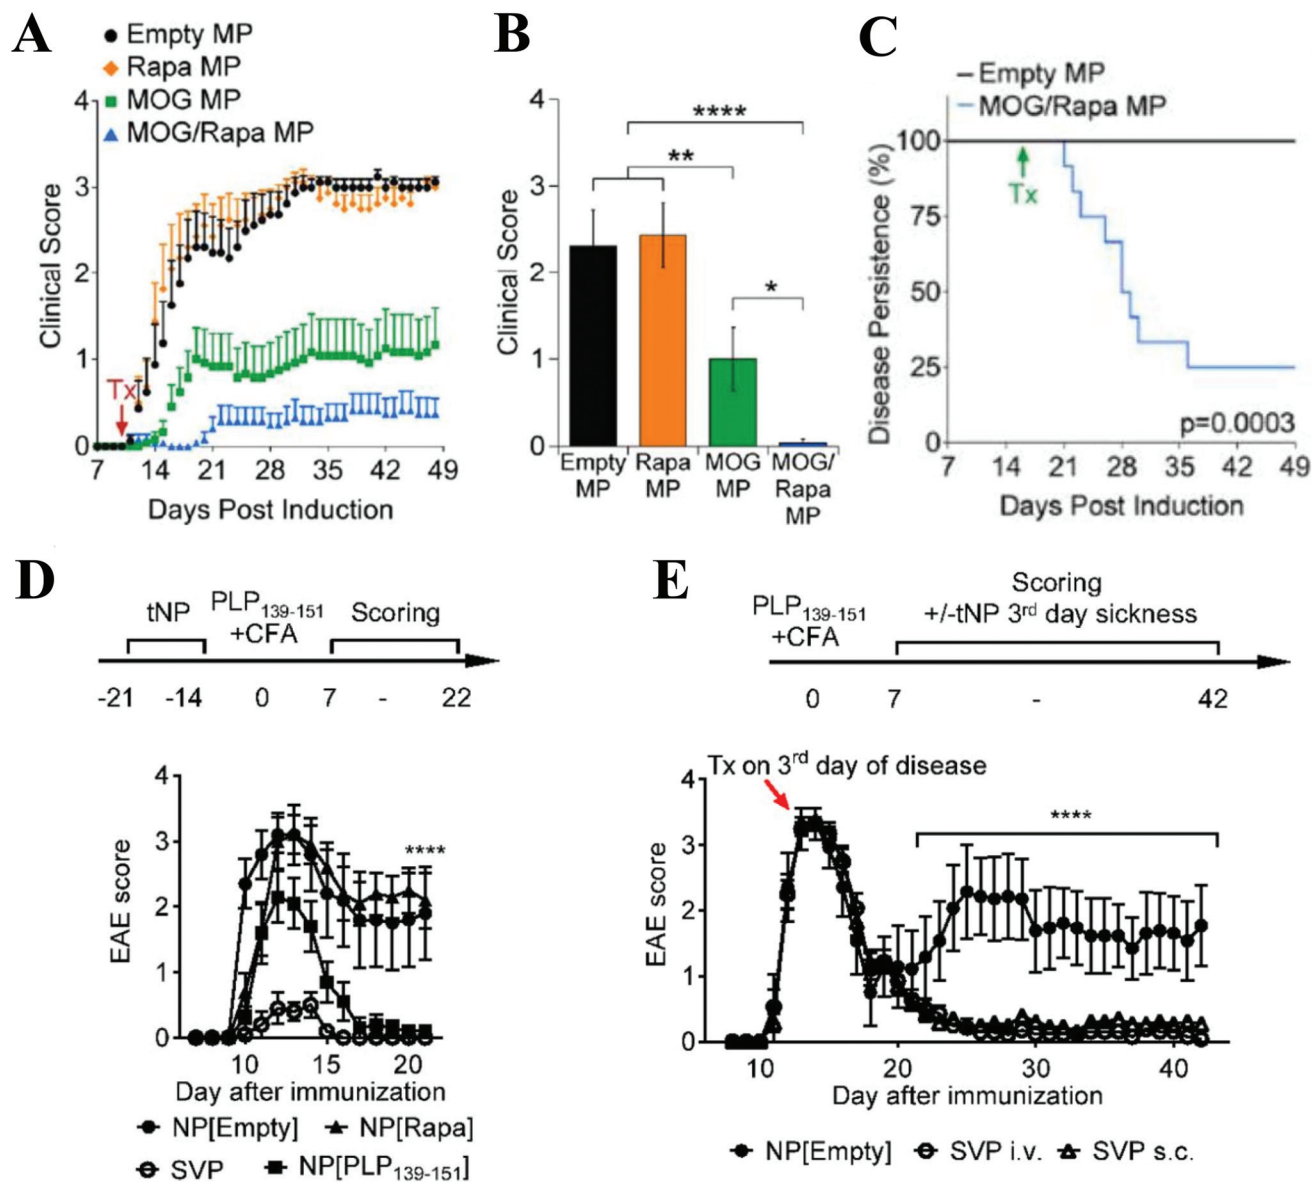 A
Empty MP
Rapa MP
MOG MP
MOG/Rapa MP
4
3
2
1
0
Clinical Score
Tx
7 14 21 28 35 42 49
Days Post Induction
B
4
3
2
1
0
Clinical Score
****
**
*
Empty MP
Rapa MP
MOG MP
MOG/ Rapa MP
C
Empty MP
MOG/Rapa MP
100
75
50
25
0
Disease Persistence (%)
Tx
p=0.0003
7 14 21 28 35 42 49
Days Post Induction
D
tNP
PLP139-151
+CFA
Scoring
-21 -14 0 7 - 22
4
3
2
1
0
EAE score
****
10 15 20
Day after immunization
NP[Empty] NP[Rapa]
SVP NP[PLP139-151]
E
PLP139-151
+CFA
Scoring
+/-tNP 3rd day sickness
0 7 - 42
Tx on 3rd day of disease
4
3
2
1
0
EAE score
****
10 20 30 40
Day after immunization
NP[Empty] SVP i.v. SVP s.c.